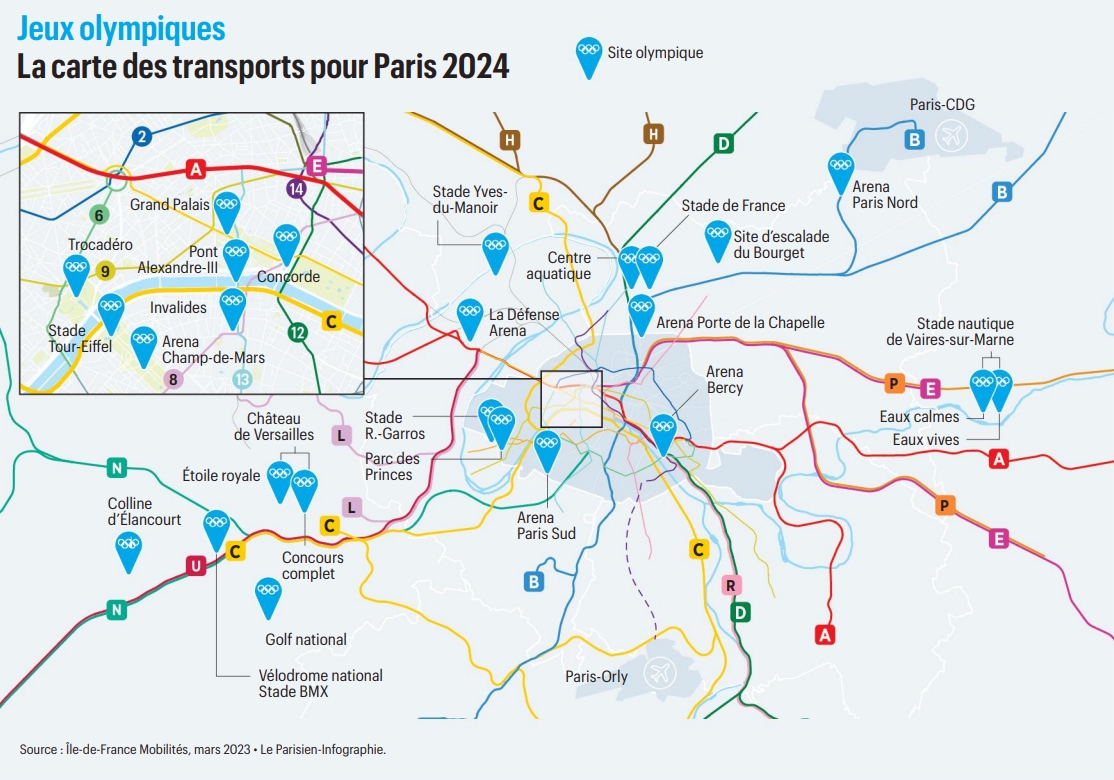 Jeux olympiques
La carte des transports pour Paris 2024
Site olympique
2
A
E
14
Grand Palais
6
Trocadéro
9
Pont
Alexandre-III
Concorde
Invalides
Stade
Tour-Eiffel
Arena
Champ-de-Mars
C
12
8
13
H
H
D
Paris-CDG
B
Arena
Paris Nord
B
C
Stade Yves-
du-Manoir
Stade de France
Site d'escalade
du Bourget
Centre
aquatique
La Défense
Arena
Arena Porte de la Chapelle
Stade nautique
de Vaires-sur-Marne
Arena
Bercy
P
E
Eaux calmes
Eaux vives
A
Château
de Versailles
L
Stade
R.-Garros
Parc des
Princes
N
Étoile royale
L
P
E
Colline
d'Élancourt
C
C
Arena
Paris Sud
U
Concours
complet
C
B
R
D
N
A
Golf national
Paris-Orly
Vélodrome national
Stade BMX
Source : Île-de-France Mobilités, mars 2023 • Le Parisien-Infographie.